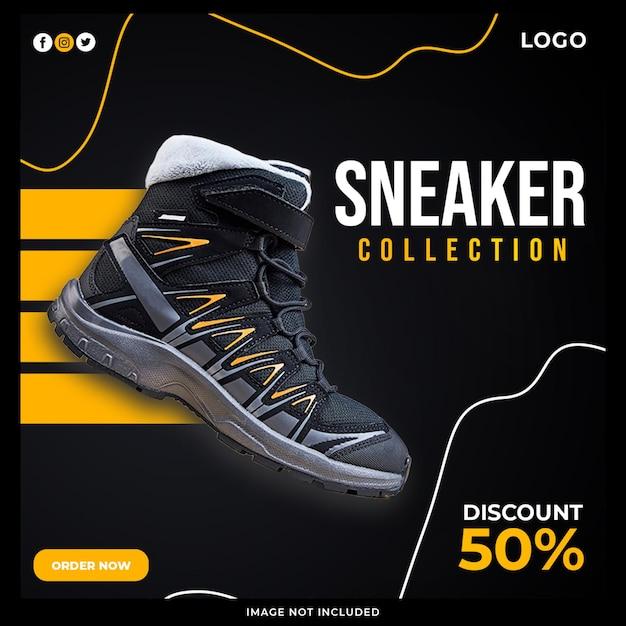 LOGO
SNEAKER
COLLECTION
DISCOUNT
50%
ORDER NOW
IMAGE NOT INCLUDED